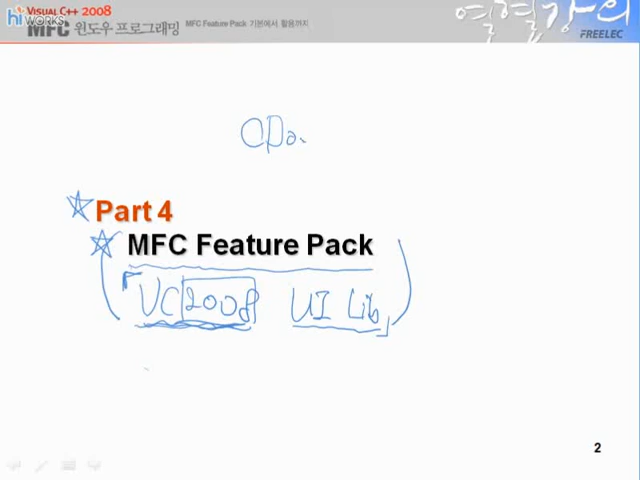 VISUAL C++ 2008
hiWORKS
MFC 윈도우 프로그래밍 MFC Feature Pack 기본에서 활용까지
열혈강의
FREELEC
Part 4
MFC Feature Pack
「VC 2008 UI Lib」
2